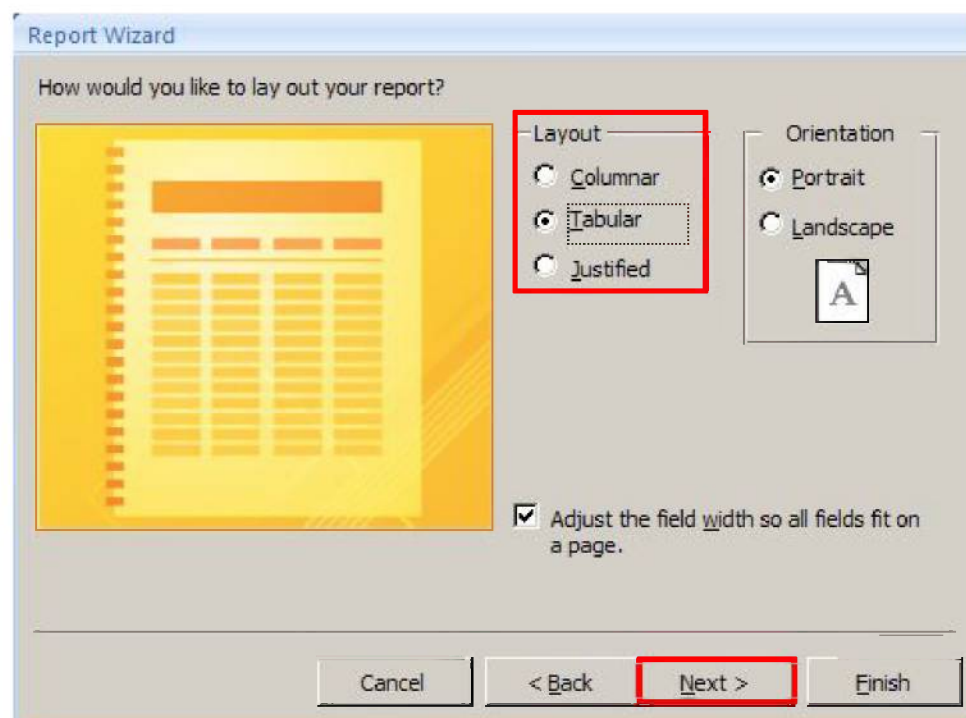 Report Wizard
How would you like to lay out your report?
Layout
Columnar
Tabular
Justified
Orientation
Portrait
Landscape
A
Adjust the field width so all fields fit on
a page.
Cancel
< Back
Next >
Finish